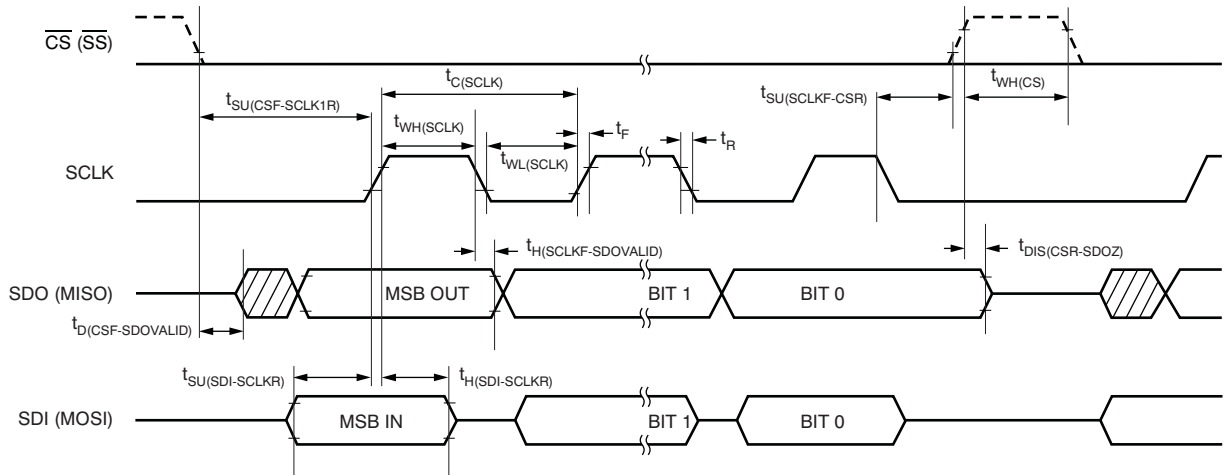 CS (SS)
tC(SCLK)
tWH(CS)
tSU(SCLKF-CSR)
tSU(CSF-SCLK1R)
tWH(SCLK)
tF
tR
tWL(SCLK)
SCLK
tH(SCLKF-SDOVALID)
tDIS(CSR-SDOZ)
SDO (MISO)
MSB OUT
BIT 1
BIT 0
tD(CSF-SDOVALID)
tSU(SDI-SCLKR)
tH(SDI-SCLKR)
SDI (MOSI)
MSB IN
BIT 1
BIT 0